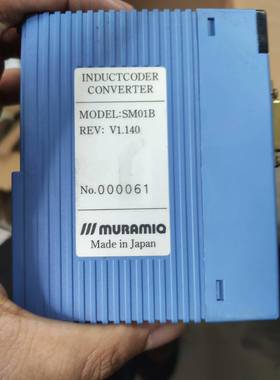 INDUCTCODER
CONVERTER
MODEL:SM01B
REV: V1.140
No.000061
MURAMIQ
Made in Japan